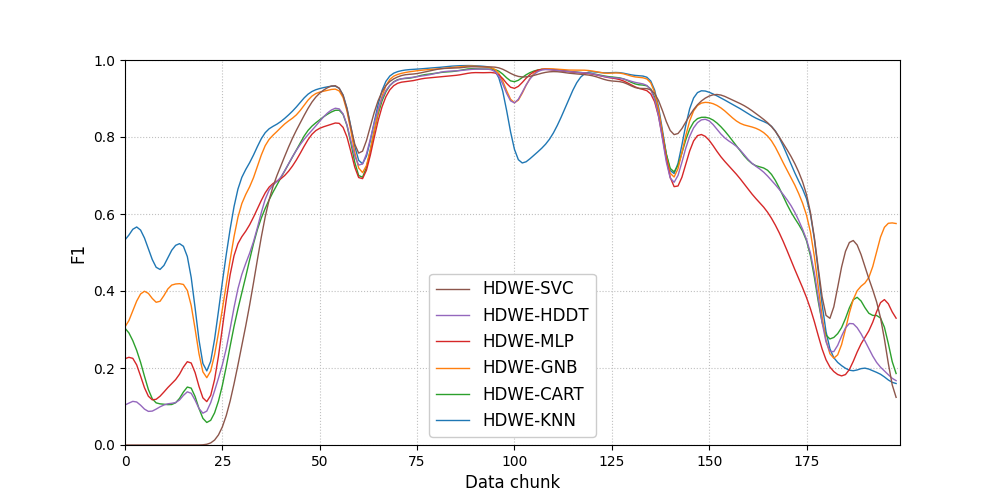 1.0
0.8
0.6
0.4
0.2
0.0
F1
HDWE-SVC
HDWE-HDDT
HDWE-MLP
HDWE-GNB
HDWE-CART
HDWE-KNN
0 25 50 75 100 125 150 175
Data chunk